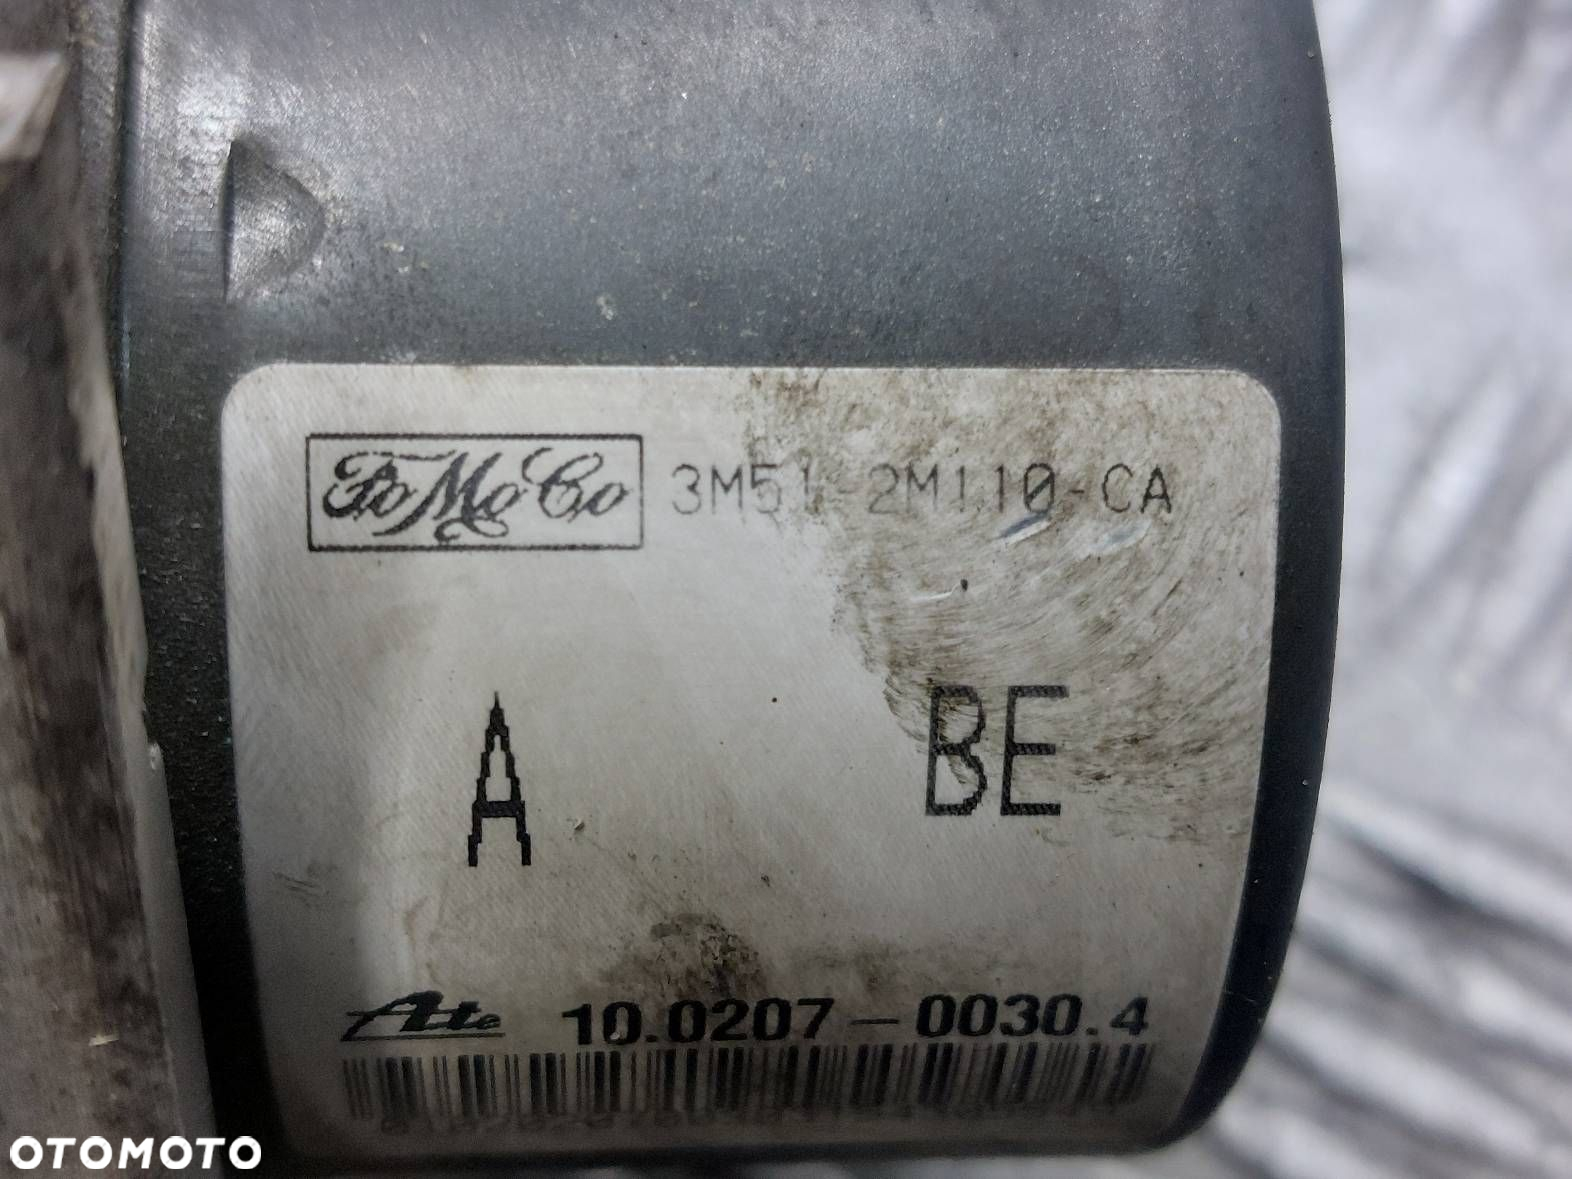 FoMoCo 3M51-2M110-CA
A BE
Ate 10.0207-0030.4
OTOMOTO